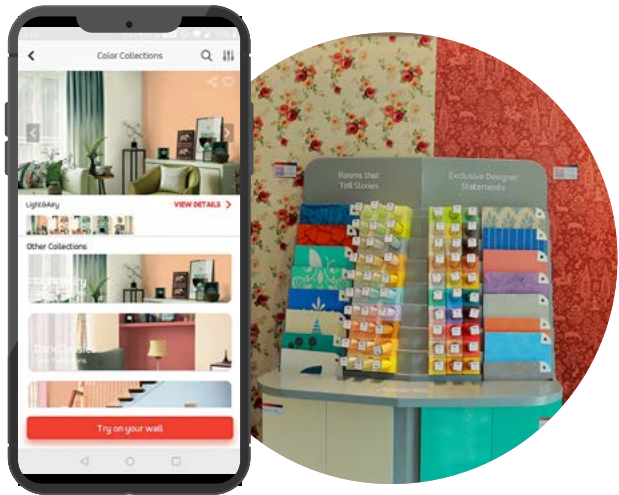 Color Collections
Light&Airy
VIEW DETAILS
Other Collections
Try on your wall
Rooms that
Tell Stories
Exclusive Designer
Statements